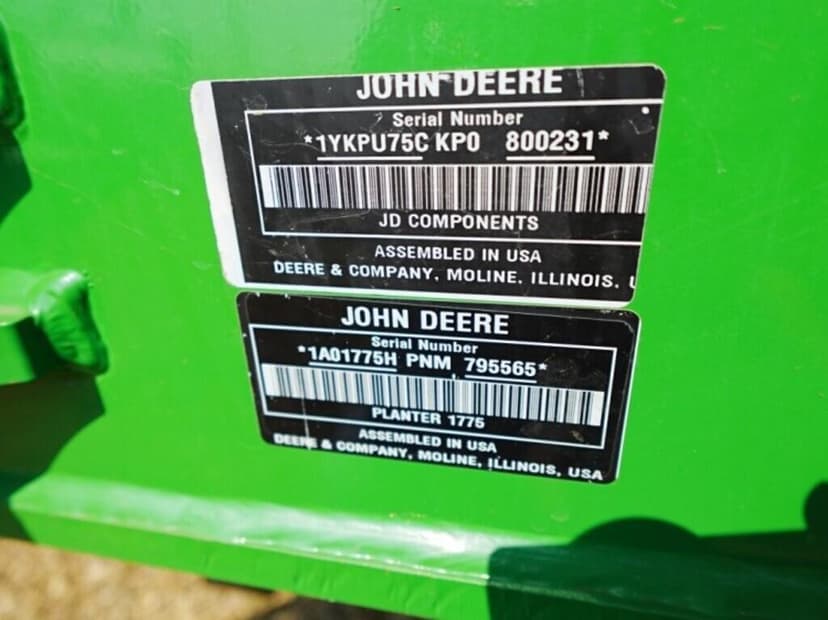 JOHN DEERE
Serial Number
*1YKPU75C KP0 800231*
JD COMPONENTS
ASSEMBLED IN USA
DEERE & COMPANY, MOLINE, ILLINOIS, U
JOHN DEERE
Serial Number
*1A01775H PNM 795565*
PLANTER 1775
ASSEMBLED IN USA
DEERE & COMPANY, MOLINE, ILLINOIS, USA